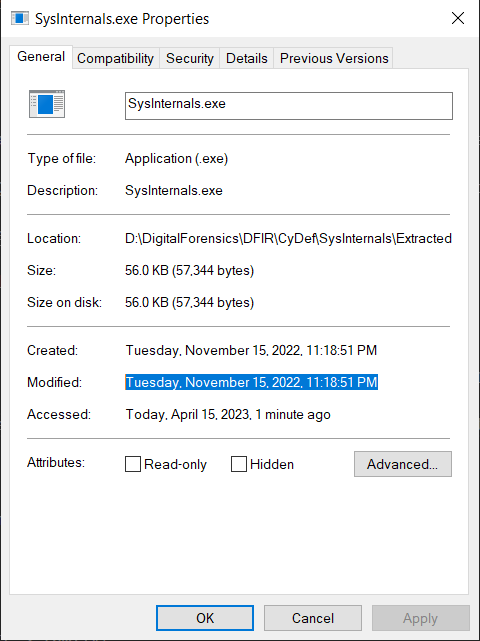 SysInternals.exe Properties
General Compatibility Security Details Previous Versions
SysInternals.exe
Type of file: Application (.exe)
Description: SysInternals.exe
Location: D:\DigitalForensics\DFIR\CyDef\SysInternals\Extracted
Size: 56.0 KB (57,344 bytes)
Size on disk: 56.0 KB (57,344 bytes)
Created: Tuesday, November 15, 2022, 11:18:51 PM
Modified: Tuesday, November 15, 2022, 11:18:51 PM
Accessed: Today, April 15, 2023, 1 minute ago
Attributes: Read-only Hidden Advanced...
OK Cancel Apply